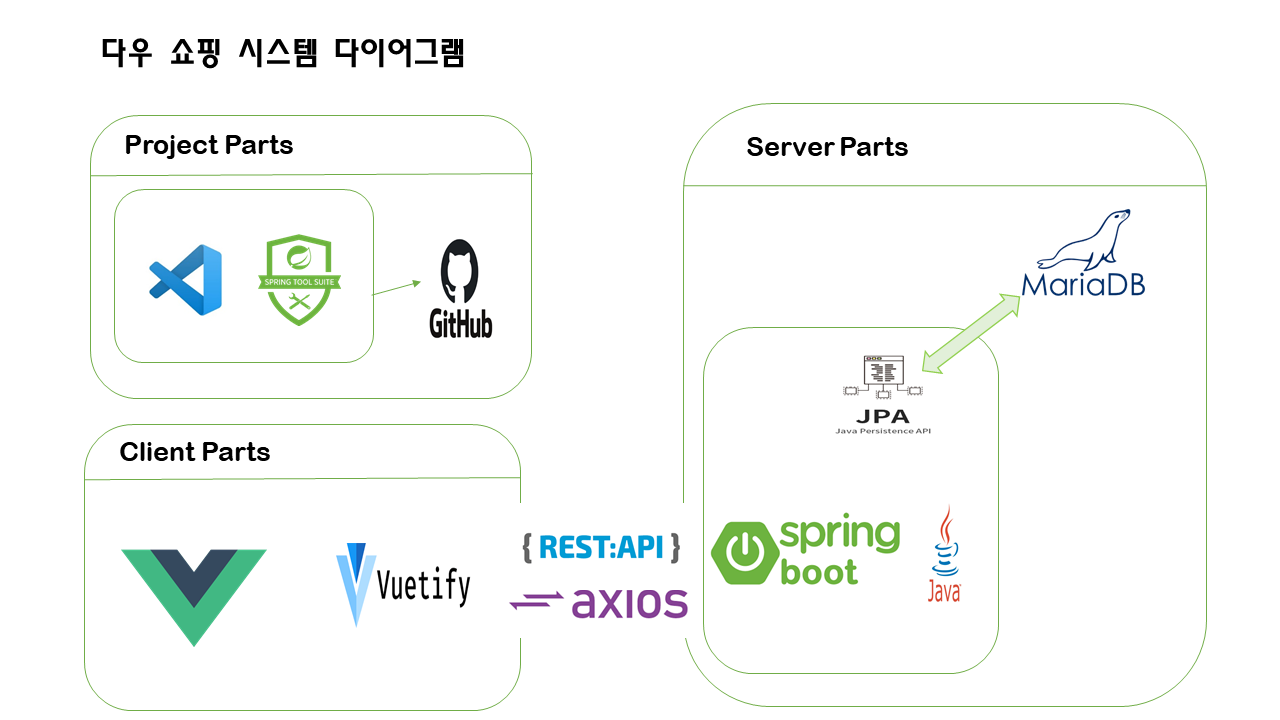 다우 쇼핑 시스템 다이어그램
Project Parts
SPRING TOOL SUITE
GitHub
Client Parts
Vuetify
{ REST:API }
axios
Server Parts
MariaDB
JPA
Java Persistence API
spring
boot
Java